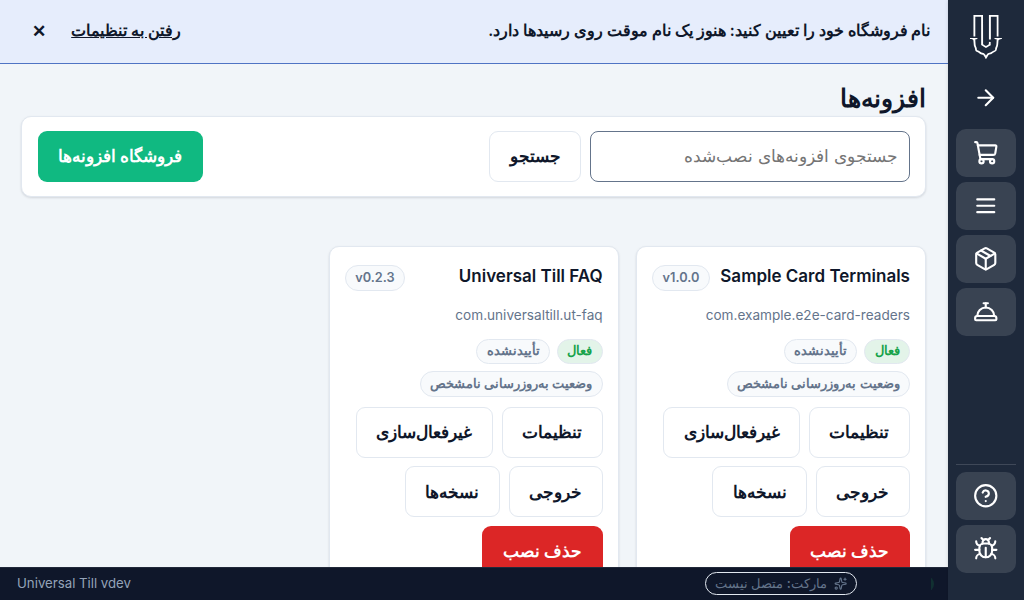 نام فروشگاه خود را تعیین کنید: هنوز یک نام موقت روی رسیدها دارد.
رفتن به تنظیمات
✕
افزونه‌ها
جستجوی افزونه‌های نصب‌شده
جستجو
فروشگاه افزونه‌ها
Sample Card Terminals
v1.0.0
com.example.e2e-card-readers
فعال
تأییدنشده
وضعیت به‌روزرسانی نامشخص
تنظیمات
غیرفعال‌سازی
خروجی
نسخه‌ها
حذف نصب
Universal Till FAQ
v0.2.3
com.universaltill.ut-faq
فعال
تأییدنشده
وضعیت به‌روزرسانی نامشخص
تنظیمات
غیرفعال‌سازی
خروجی
نسخه‌ها
حذف نصب
مارکت: متصل نیست
Universal Till vdev